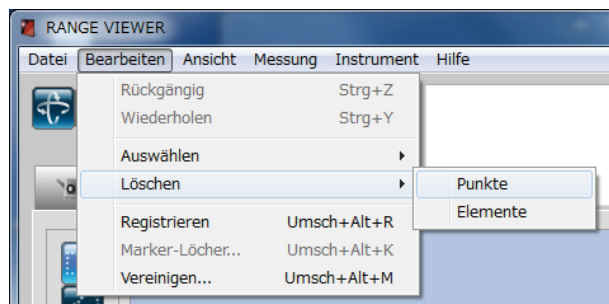 RANGE VIEWER
Datei Bearbeiten Ansicht Messung Instrument Hilfe
Rückgängig Strg+Z
Wiederholen Strg+Y
Auswählen
Löschen Punkte
Elemente
Registrieren Umsch+Alt+R
Marker-Löcher... Umsch+Alt+K
Vereinigen... Umsch+Alt+M